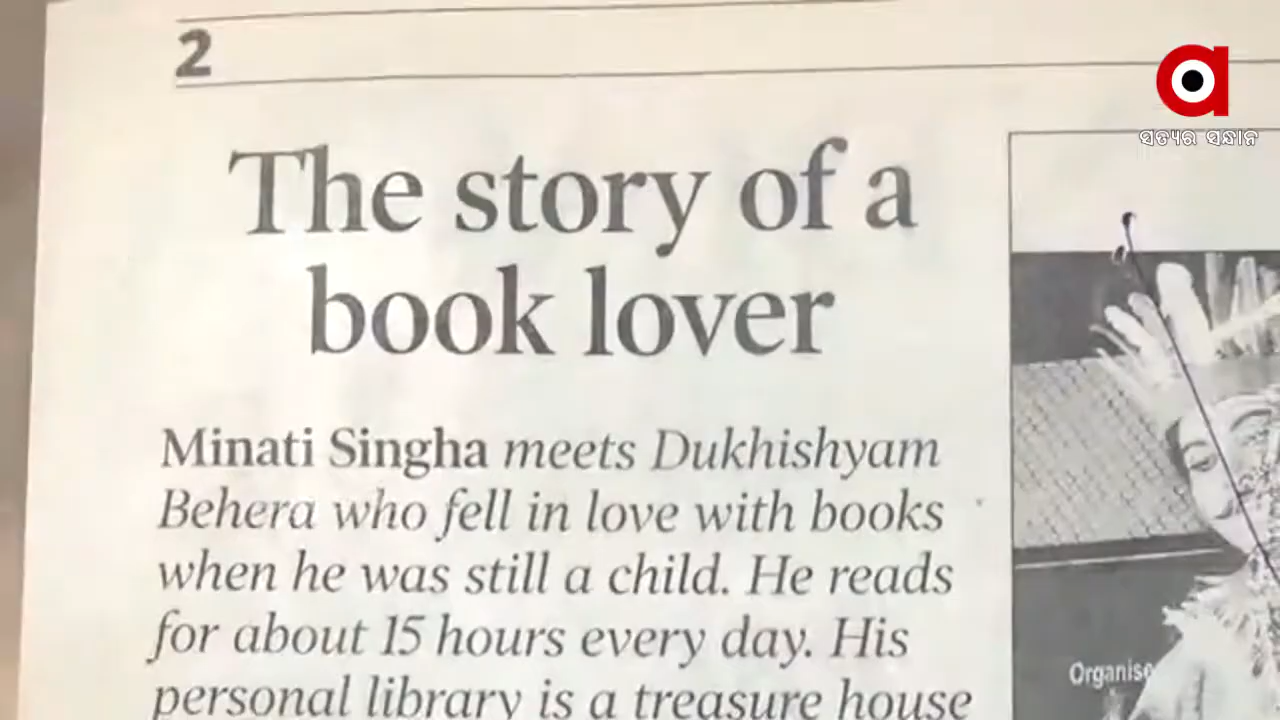 2
ସତ୍ୟର ସନ୍ଧାନ
The story of a
book lover
Minati Singha meets Dukhishyam
Behera who fell in love with books
when he was still a child. He reads
for about 15 hours every day. His
personal library is a treasure house